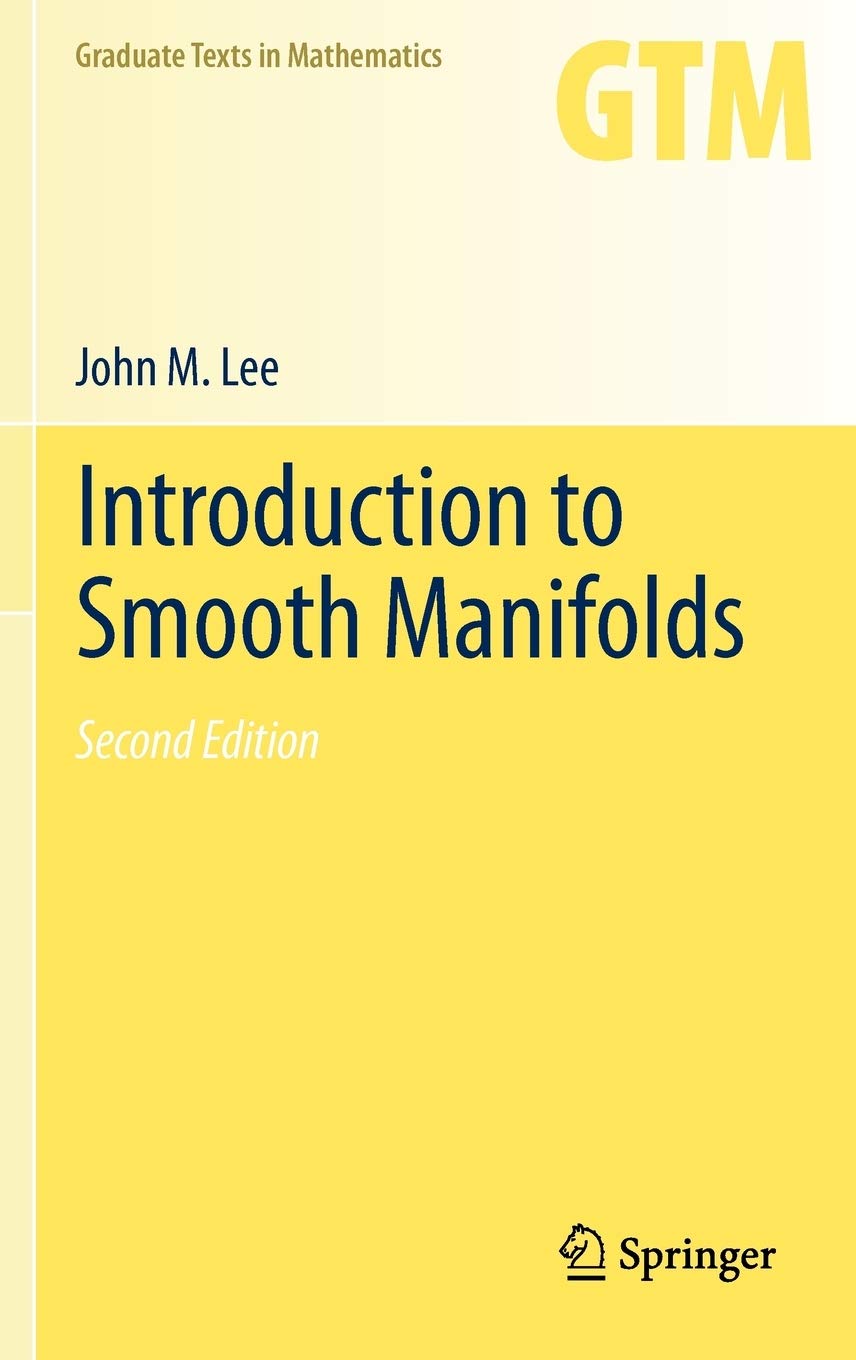 Graduate Texts in Mathematics
GTM
John M. Lee
Introduction to
Smooth Manifolds
Second Edition
Springer